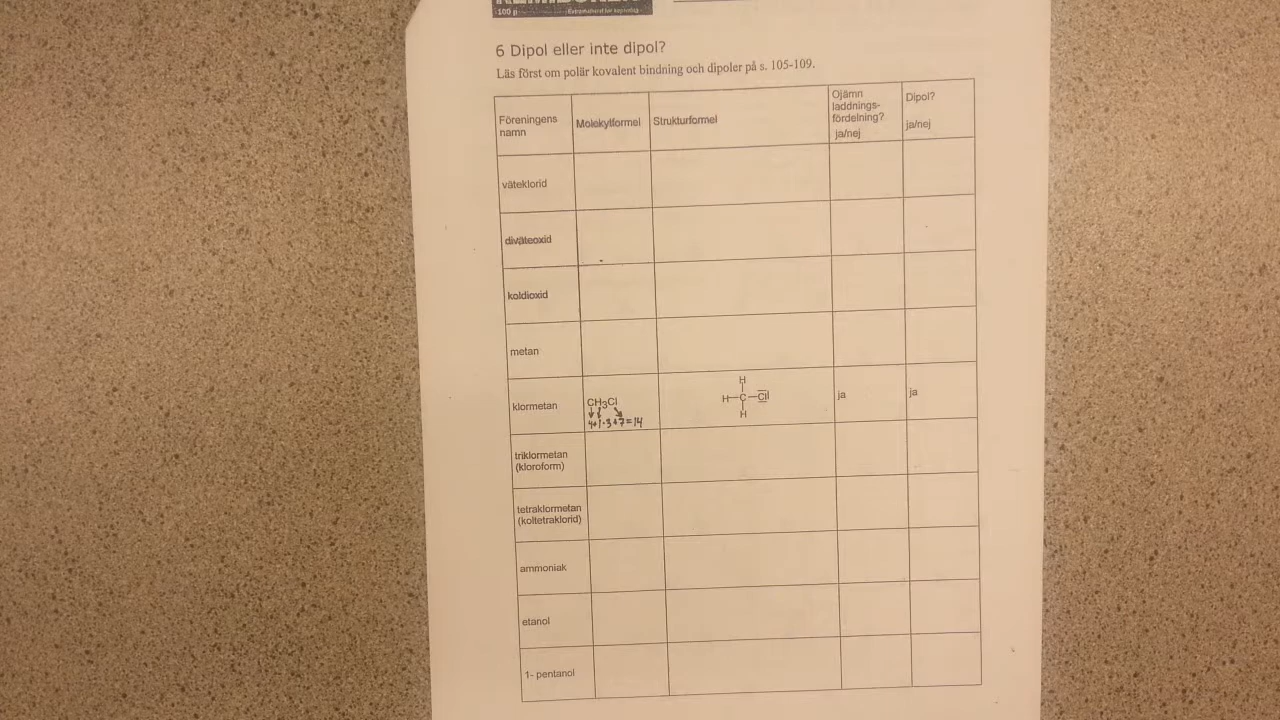 100 p
6 Dipol eller inte dipol?
Läs först om polär kovalent bindning och dipoler på s. 105-109.
Föreningens namn
Molekylformel
Strukturformel
Ojämn laddnings-fördelning? ja/nej
Dipol? ja/nej
väteklorid
diväteoxid
koldioxid
metan
klormetan
CH3Cl
4+1·3+7=14
H
H–C–Cl
H
ja
ja
triklormetan
(kloroform)
tetraklormetan
(koltetraklorid)
ammoniak
etanol
1- pentanol